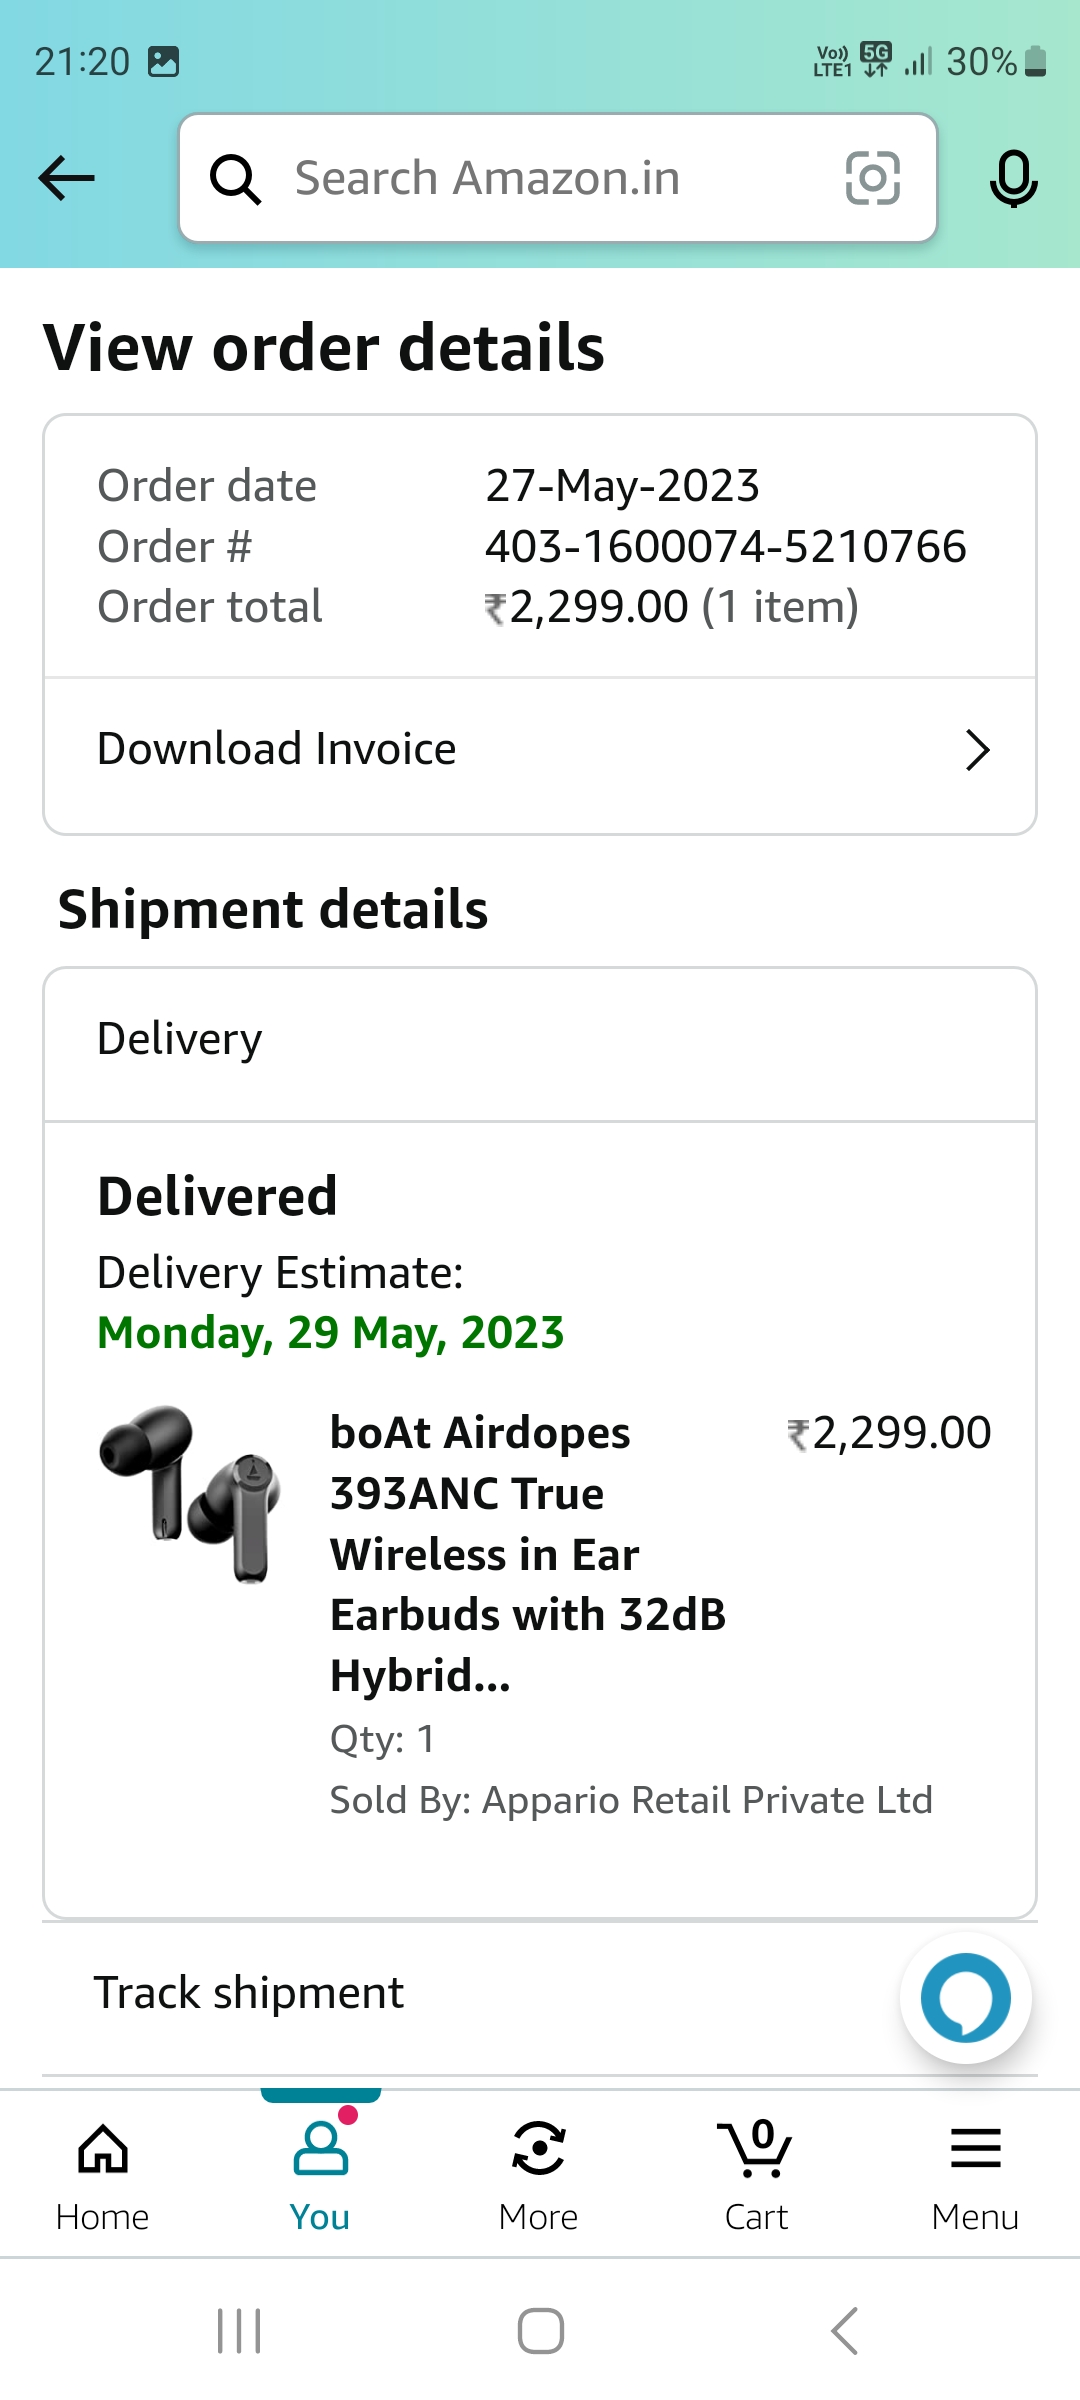 21:20 Vo)) LTE1 5G 30%
Search Amazon.in
View order details
Order date 27-May-2023
Order # 403-1600074-5210766
Order total ₹2,299.00 (1 item)
Download Invoice
Shipment details
Delivery
Delivered
Delivery Estimate:
Monday, 29 May, 2023
boAt Airdopes ₹2,299.00
393ANC True
Wireless in Ear
Earbuds with 32dB
Hybrid...
Qty: 1
Sold By: Appario Retail Private Ltd
Track shipment
0
Home You More Cart Menu